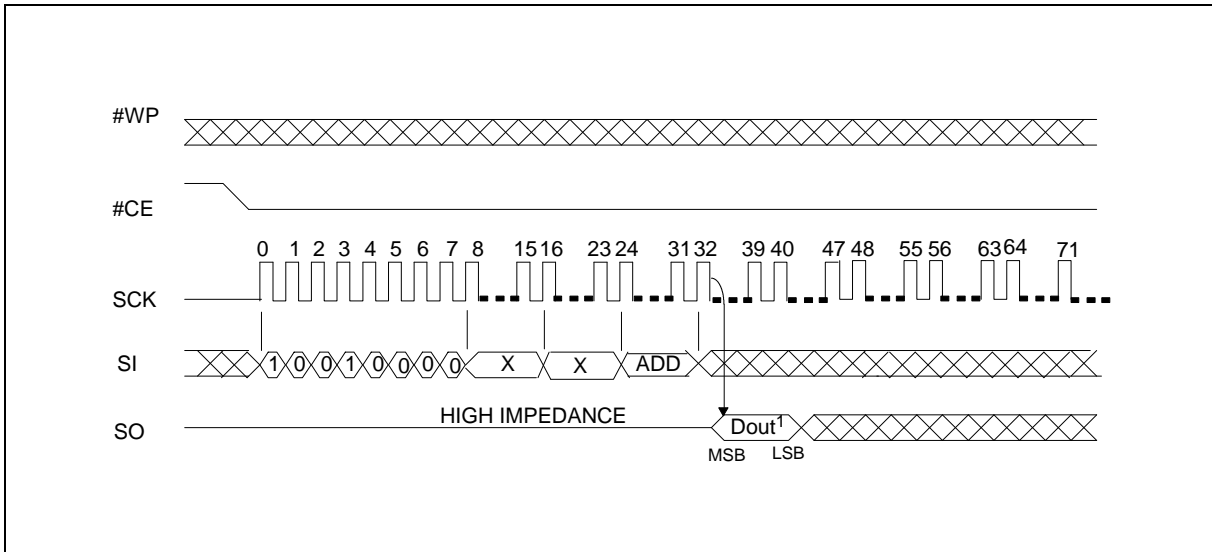 #WP
#CE
0 1 2 3 4 5 6 7 8 15 16 23 24 31 32 39 40 47 48 55 56 63 64 71
SCK
SI 1 0 0 1 0 0 0 0 X X ADD
HIGH IMPEDANCE
SO Dout1
MSB LSB